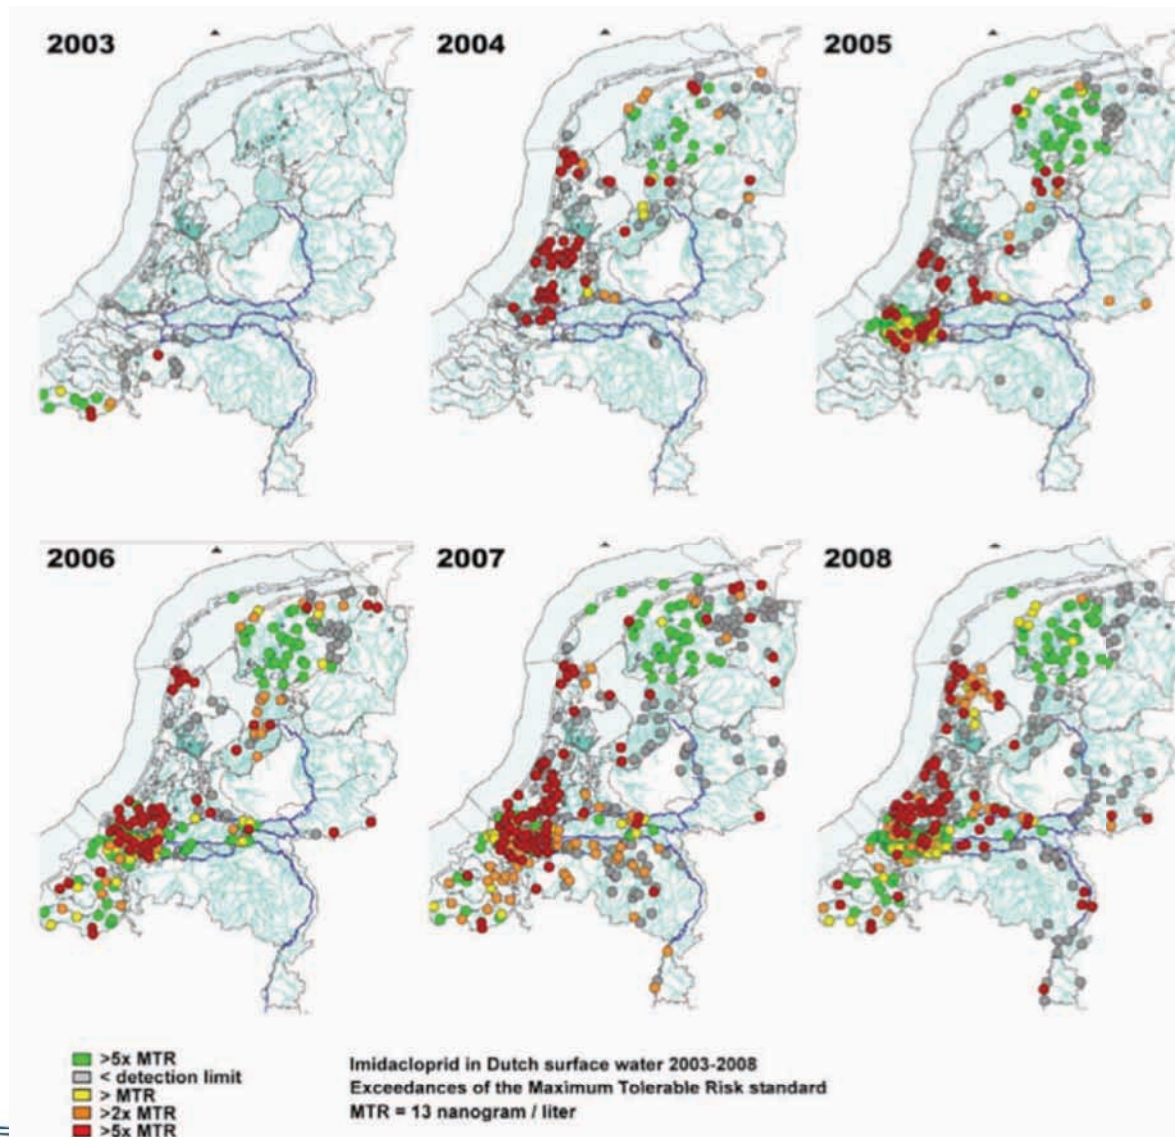 2003
2004
2005
2006
2007
2008
>5x MTR
< detection limit
> MTR
>2x MTR
>5x MTR
Imidacloprid in Dutch surface water 2003-2008
Exceedances of the Maximum Tolerable Risk standard
MTR = 13 nanogram / liter